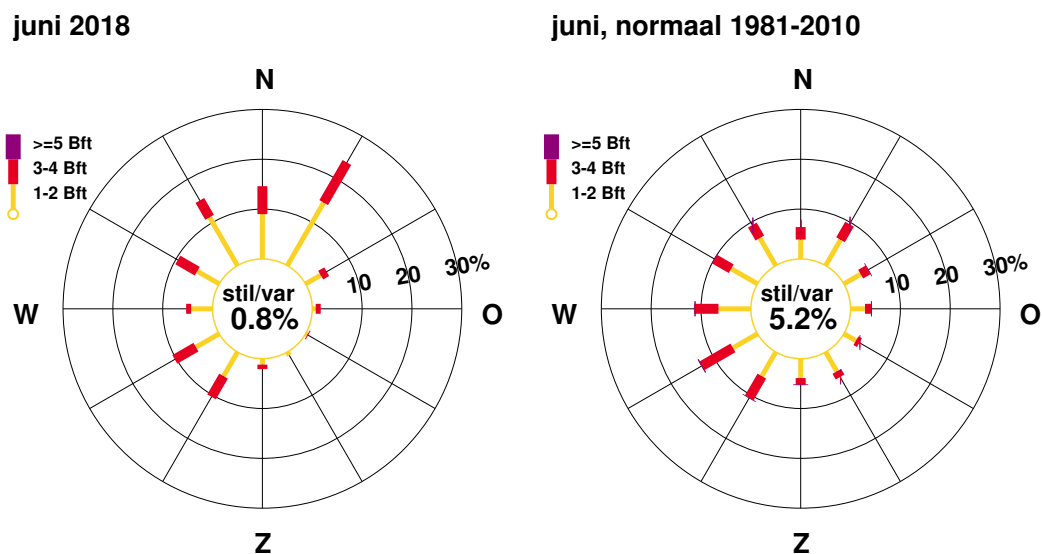 juni 2018
N
>=5 Bft
3-4 Bft
1-2 Bft
10 20 30%
stil/var
0.8%
W
O
Z
juni, normaal 1981-2010
N
>=5 Bft
3-4 Bft
1-2 Bft
10 20 30%
stil/var
5.2%
W
O
Z